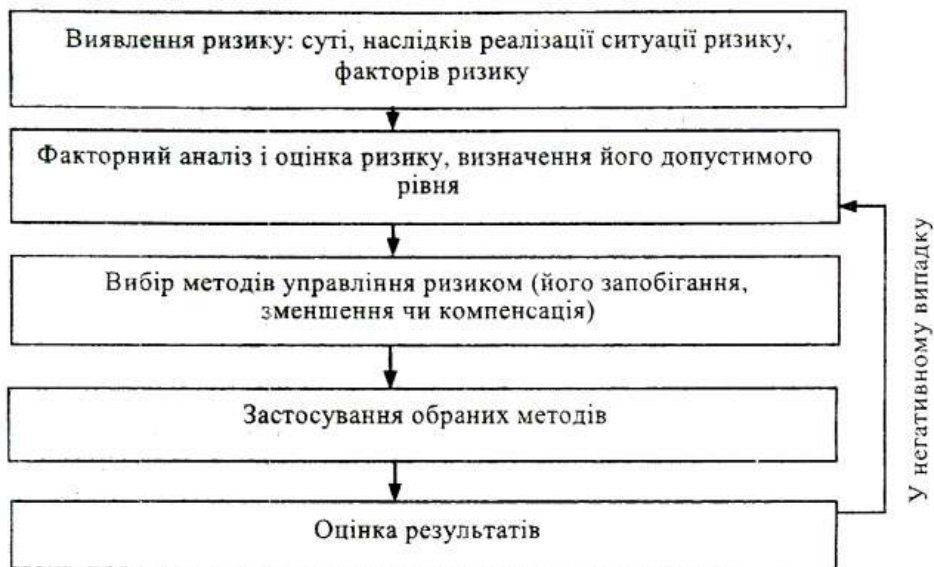 Виявлення ризику: суті, наслідків реалізації ситуації ризику,
факторів ризику
Факторний аналіз і оцінка ризику, визначення його допустимого
рівня
Вибір методів управління ризиком (його запобігання,
зменшення чи компенсація)
Застосування обраних методів
Оцінка результатів
У негативному випадку